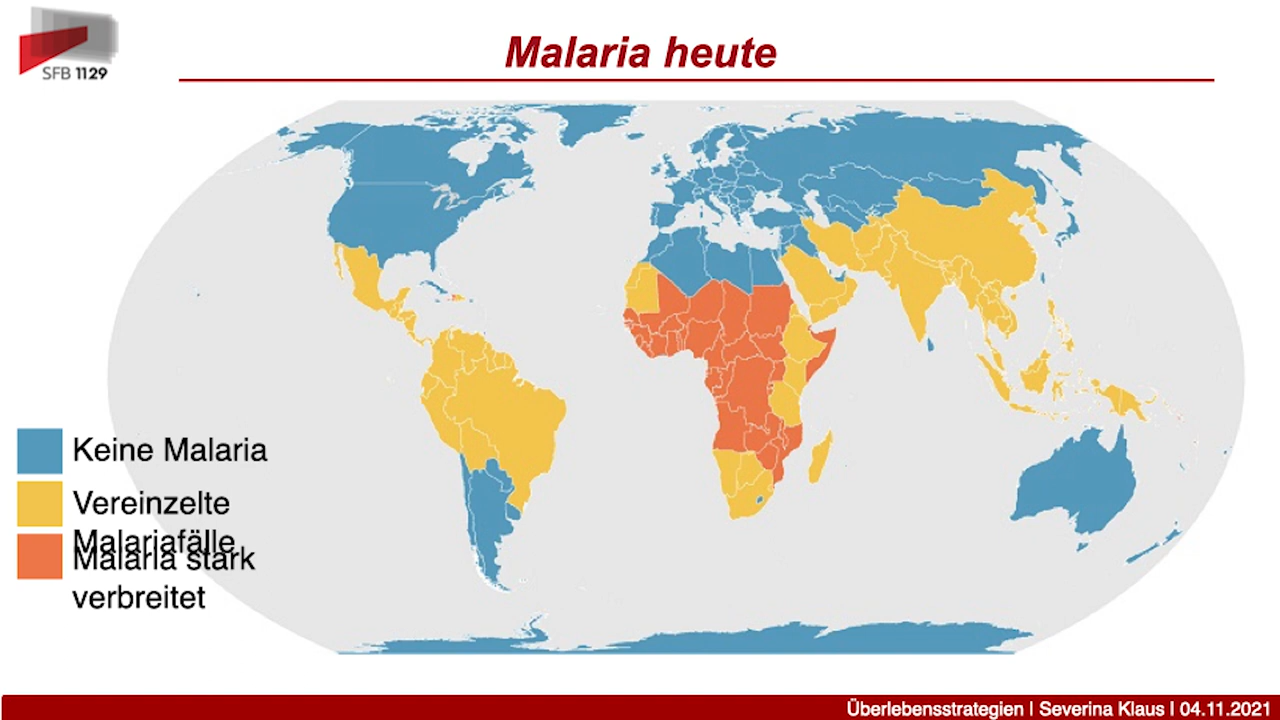 SFB 1129
Malaria heute
Keine Malaria
Vereinzelte
Malariafälle
Malaria stark
verbreitet
Überlebensstrategien I Severina Klaus I 04.11.2021